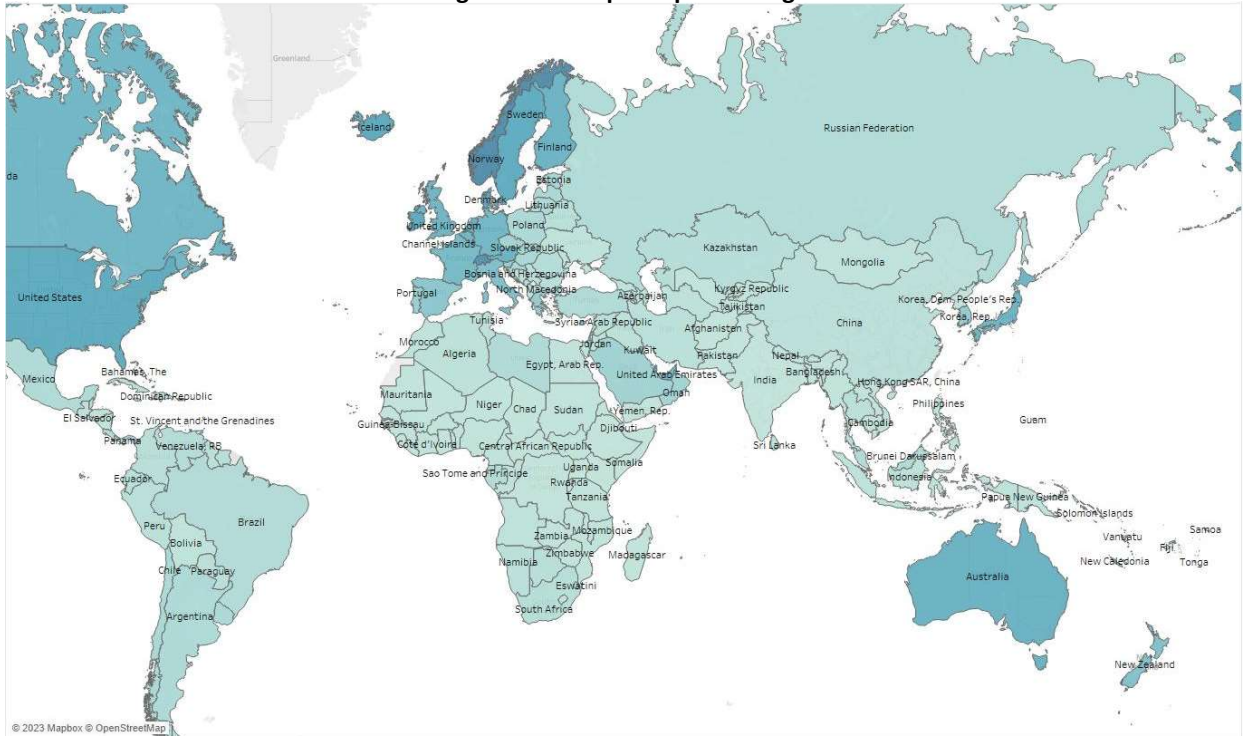 Greenland
Iceland
Sweden
Finland
Norway
Russian Federation
da
Estonia
Denmark
Lithuania
United Kingdom
Poland
Channel Islands
Slovak Republic
Kazakhstan
Mongolia
United States
Bosnia and Herzegovina
Portugal
North Macedonia
Azerbaijan
Kyrgyz Republic
Korea, Dem. People's Rep.
Tajikistan
Korea, Rep.
Tunisia
Syrian Arab Republic
Afghanistan
China
Morocco
Jordan
Algeria
Kuwait
Egypt, Arab Rep.
Pakistan
Nepal
Bahamas, The
Mexico
United Arab Emirates
Bangladesh
India
Hong Kong SAR, China
Dominican Republic
Mauritania
Oman
Niger
Chad
Sudan
Yemen, Rep.
Philippines
El Salvador
St. Vincent and the Grenadines
Guinea-Bissau
Djibouti
Guam
Cambodia
Panama
Venezuela, RB
Cote d'Ivoire
Central African Republic
Sri Lanka
Brunei Darussalam
Somalia
Ecuador
Sao Tome and Principe
Uganda
Indonesia
Rwanda
Tanzania
Papua New Guinea
Solomon Islands
Peru
Brazil
Mozambique
Samoa
Bolivia
Zambia
Vanuatu
Zimbabwe
Madagascar
Fiji
Chile
Paraguay
Namibia
New Caledonia
Tonga
Eswatini
Australia
South Africa
Argentina
New Zealand
© 2023 Mapbox © OpenStreetMap